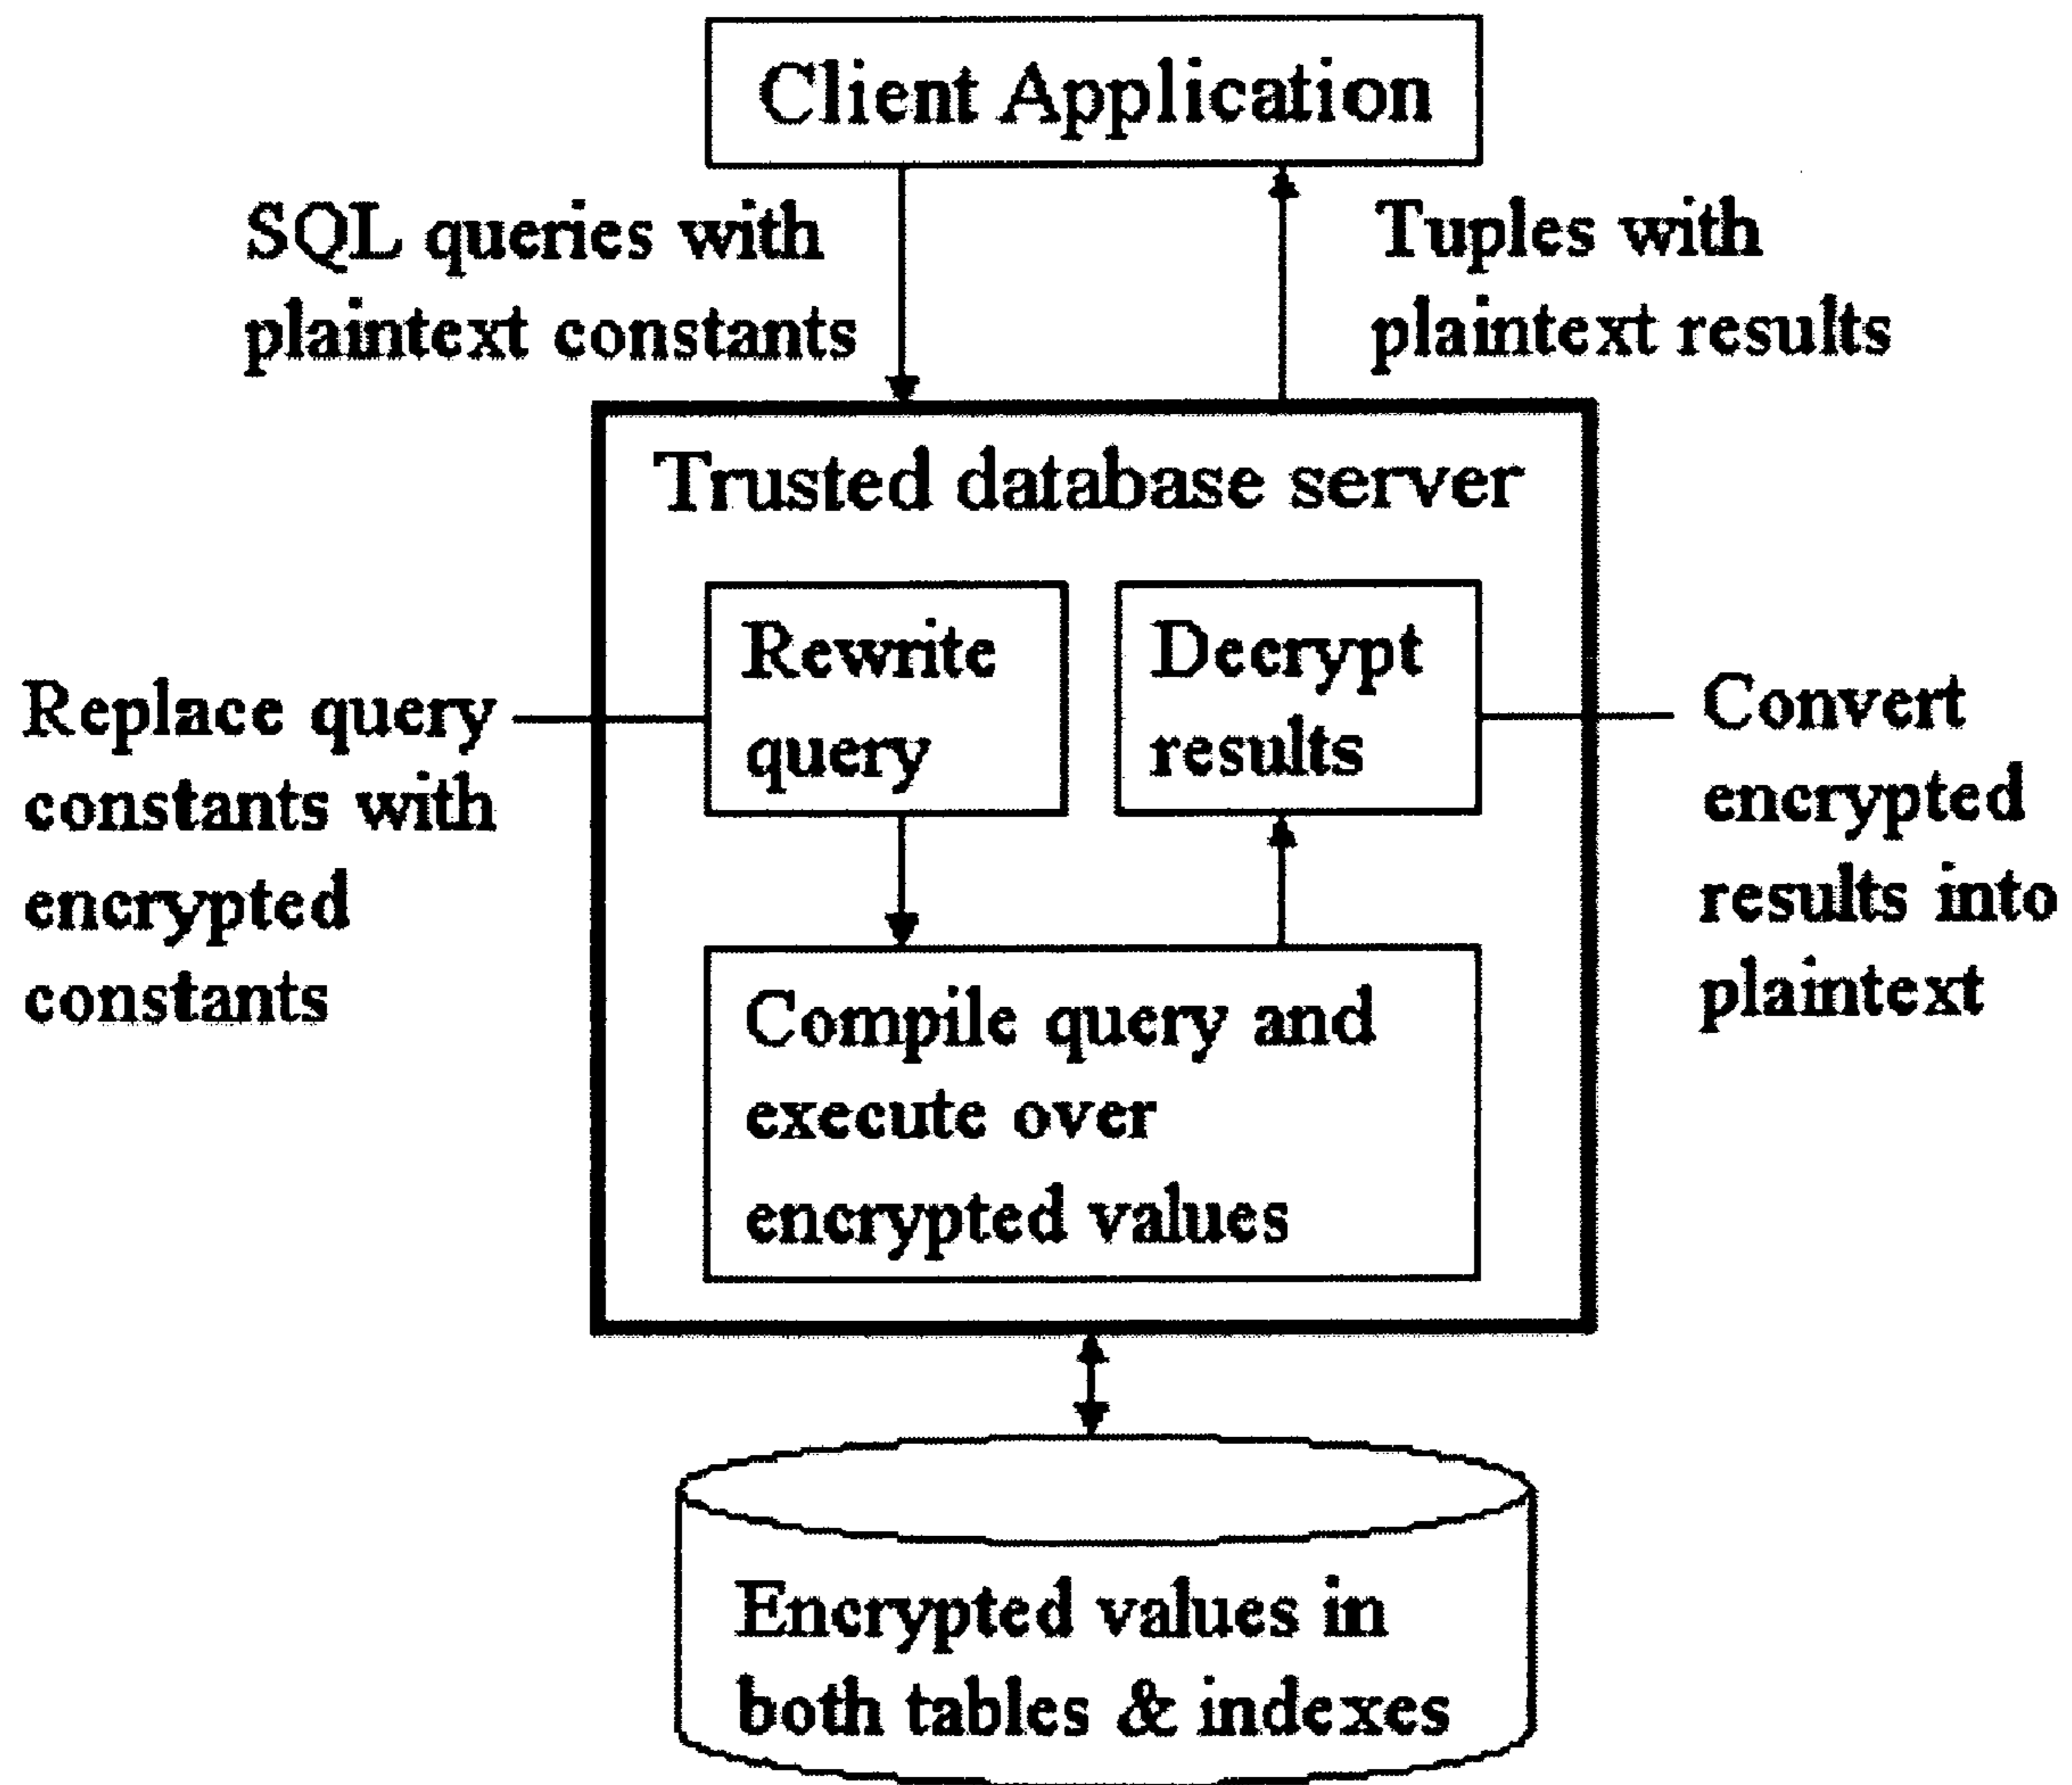 Client Application
SQL queries with
plaintext constants
Tuples with
plaintext results
Trusted database server
Rewrite
query
Decrypt
results
Replace query
constants with
encrypted
constants
Convert
encrypted
results into
plaintext
Compile query and
execute over
encrypted values
Encrypted values in
both tables & indexes